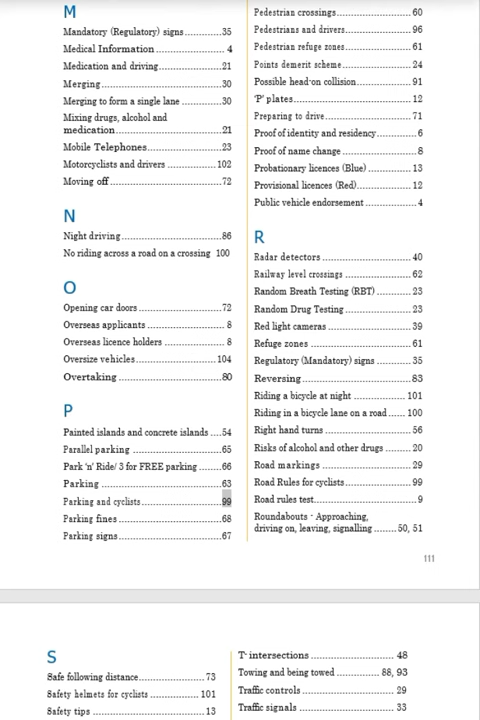 M
Mandatory (Regulatory) signs.............35
Medical Information ........................ 4
Medication and driving......................21
Merging.............................................30
Merging to form a single lane ...............30
Mixing drugs, alcohol and
medication..........................................21
Mobile Telephones............................23
Motorcyclists and drivers .................102
Moving off .........................................72
N
Night driving.....................................86
No riding across a road on a crossing 100
O
Opening car doors ............................72
Overseas applicants ............................ 8
Overseas licence holders ..................... 8
Oversize vehicles..............................104
Overtaking ......................................80
P
Painted islands and concrete islands ....54
Parallel parking .................................65
Park 'n' Ride/ 3 for FREE parking ........66
Parking .............................................63
Parking and cyclists............................99
Parking fines .....................................68
Parking signs.....................................67
Pedestrian crossings............................60
Pedestrians and drivers........................96
Pedestrian refuge zones.......................61
Points demerit scheme ........................24
Possible head-on collision....................91
'P' plates...........................................12
Preparing to drive...............................71
Proof of identity and residency..............6
Proof of name change ..........................8
Probationary licences (Blue) ................13
Provisional licences (Red)....................12
Public vehicle endorsement ..................4
R
Radar detectors .................................40
Railway level crossings .......................62
Random Breath Testing (RBT) .............23
Random Drug Testing .........................23
Red light cameras ...............................39
Refuge zones .....................................61
Regulatory (Mandatory) signs ..............35
Reversing..........................................83
Riding a bicycle at night .....................101
Riding in a bicycle lane on a road...... 100
Right hand turns .................................56
Risks of alcohol and other drugs ..........20
Road markings ...................................29
Road Rules for cyclists........................99
Road rules test....................................9
Roundabouts - Approaching,
driving on, leaving, signalling .........50, 51
111
S
Safe following distance.......................73
Safety helmets for cyclists .................101
Safety tips .........................................13
T- intersections ................................ 48
Towing and being towed ..............88, 93
Traffic controls ................................. 29
Traffic signals ................................... 33